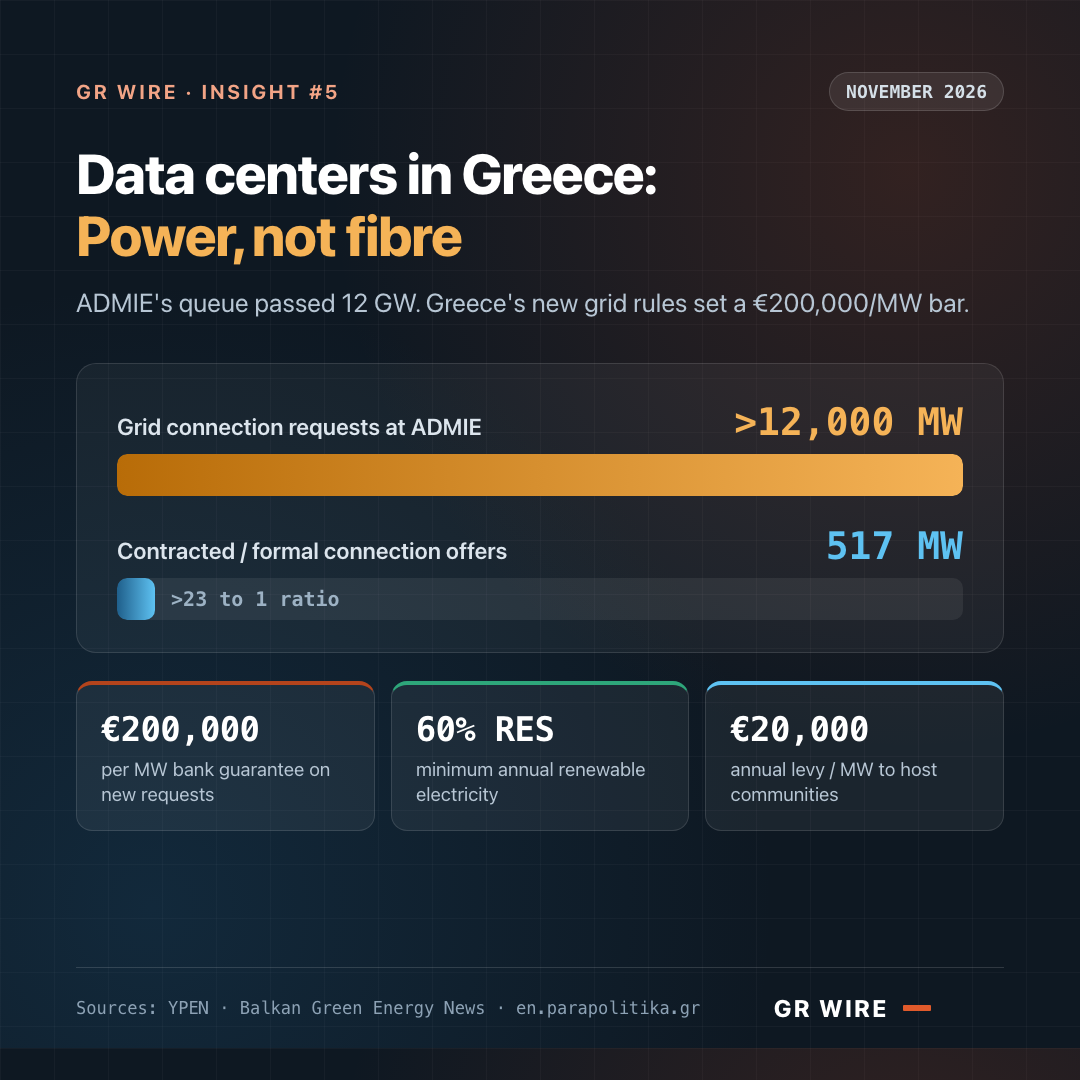 GR WIRE · INSIGHT #5
NOVEMBER 2026
Data centers in Greece:
Power, not fibre
ADMIE's queue passed 12 GW. Greece's new grid rules set a €200,000/MW bar.
Grid connection requests at ADMIE
>12,000 MW
Contracted / formal connection offers
517 MW
>23 to 1 ratio
€200,000
per MW bank guarantee on
new requests
60% RES
minimum annual renewable
electricity
€20,000
annual levy / MW to host
communities
Sources: YPEN · Balkan Green Energy News · en.parapolitika.gr
GR WIRE